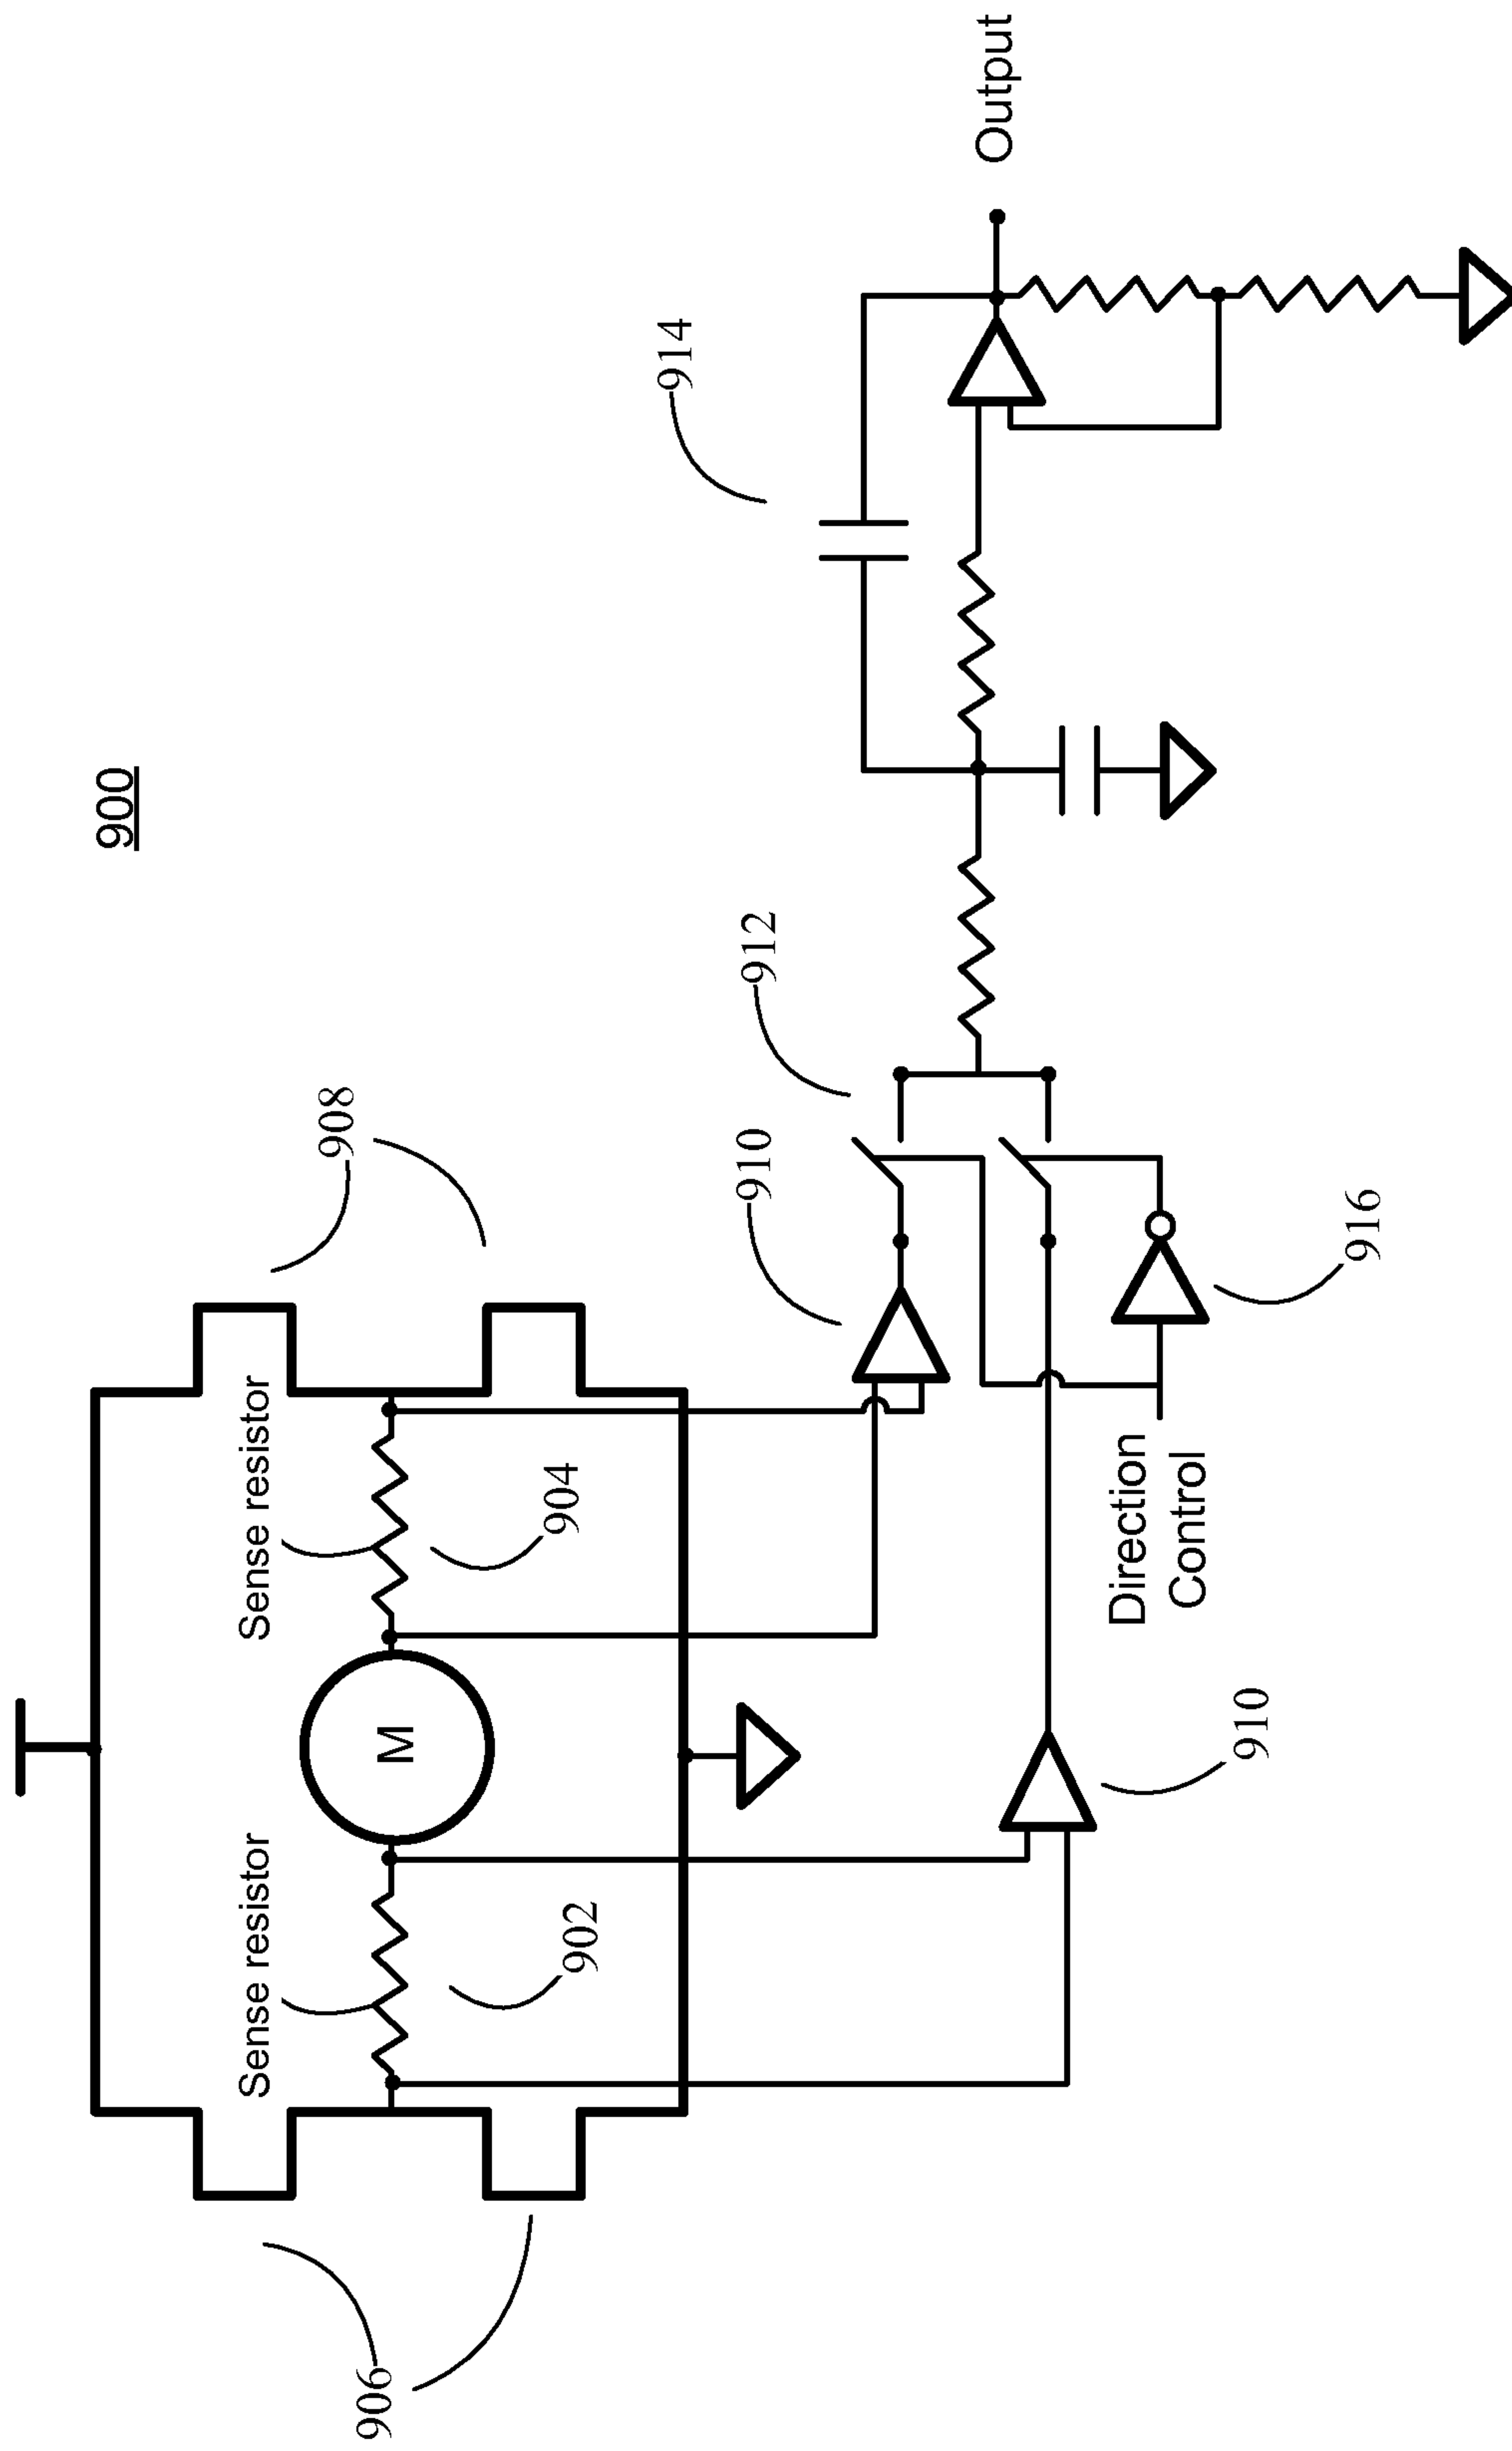 900
906
908
Sense resistor
Sense resistor
M
902
904
910
910
912
914
Direction
Control
916
Output